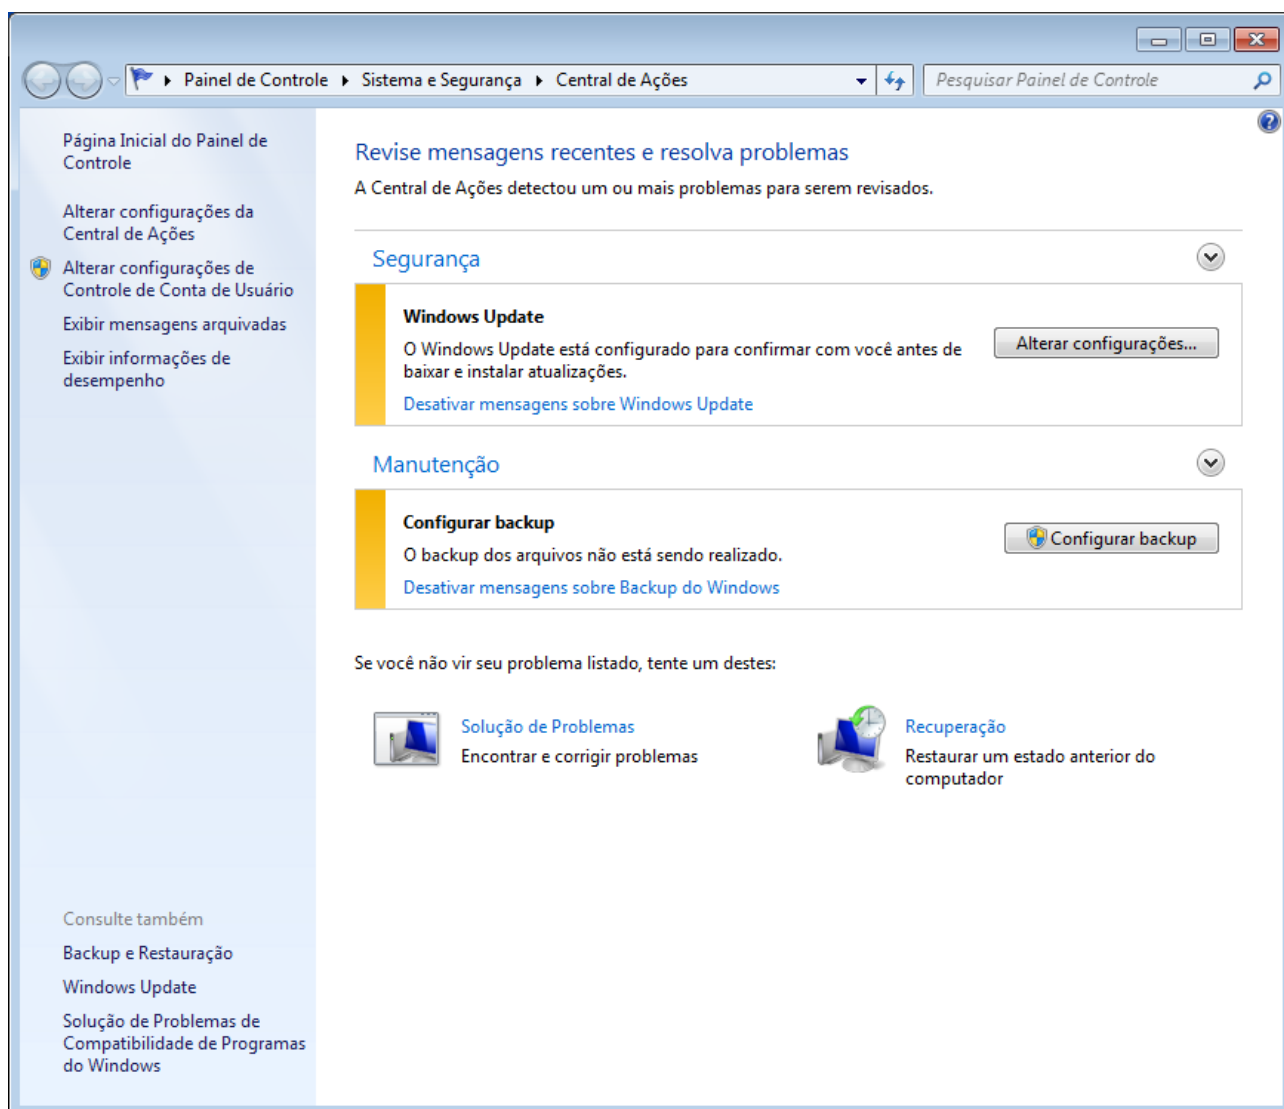 Painel de Controle Sistema e Segurança Central de Ações
Pesquisar Painel de Controle
Página Inicial do Painel de
Controle
Alterar configurações da
Central de Ações
Alterar configurações de
Controle de Conta de Usuário
Exibir mensagens arquivadas
Exibir informações de
desempenho
Consulte também
Backup e Restauração
Windows Update
Solução de Problemas de
Compatibilidade de Programas
do Windows
Revise mensagens recentes e resolva problemas
A Central de Ações detectou um ou mais problemas para serem revisados.
Segurança
Windows Update
O Windows Update está configurado para confirmar com você antes de
baixar e instalar atualizações.
Desativar mensagens sobre Windows Update
Alterar configurações...
Manutenção
Configurar backup
O backup dos arquivos não está sendo realizado.
Desativar mensagens sobre Backup do Windows
Configurar backup
Se você não vir seu problema listado, tente um destes:
Solução de Problemas
Encontrar e corrigir problemas
Recuperação
Restaurar um estado anterior do
computador